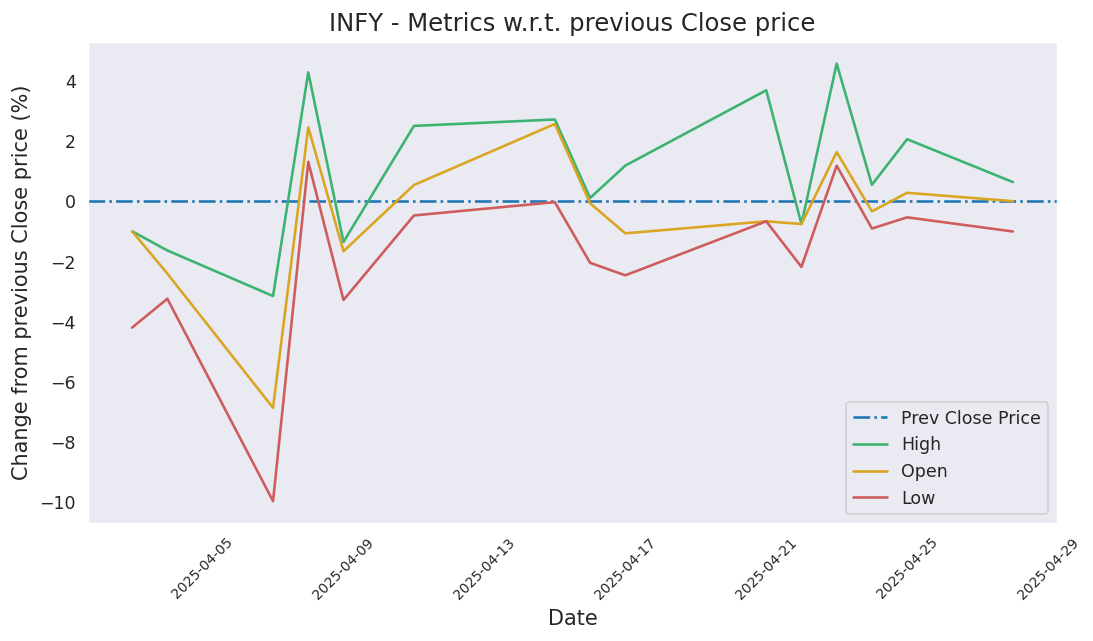 INFY - Metrics w.r.t. previous Close price
Change from previous Close price (%)
4
2
0
−2
−4
−6
−8
−10
Prev Close Price
High
Open
Low
2025-04-05
2025-04-09
2025-04-13
2025-04-17
2025-04-21
2025-04-25
2025-04-29
Date